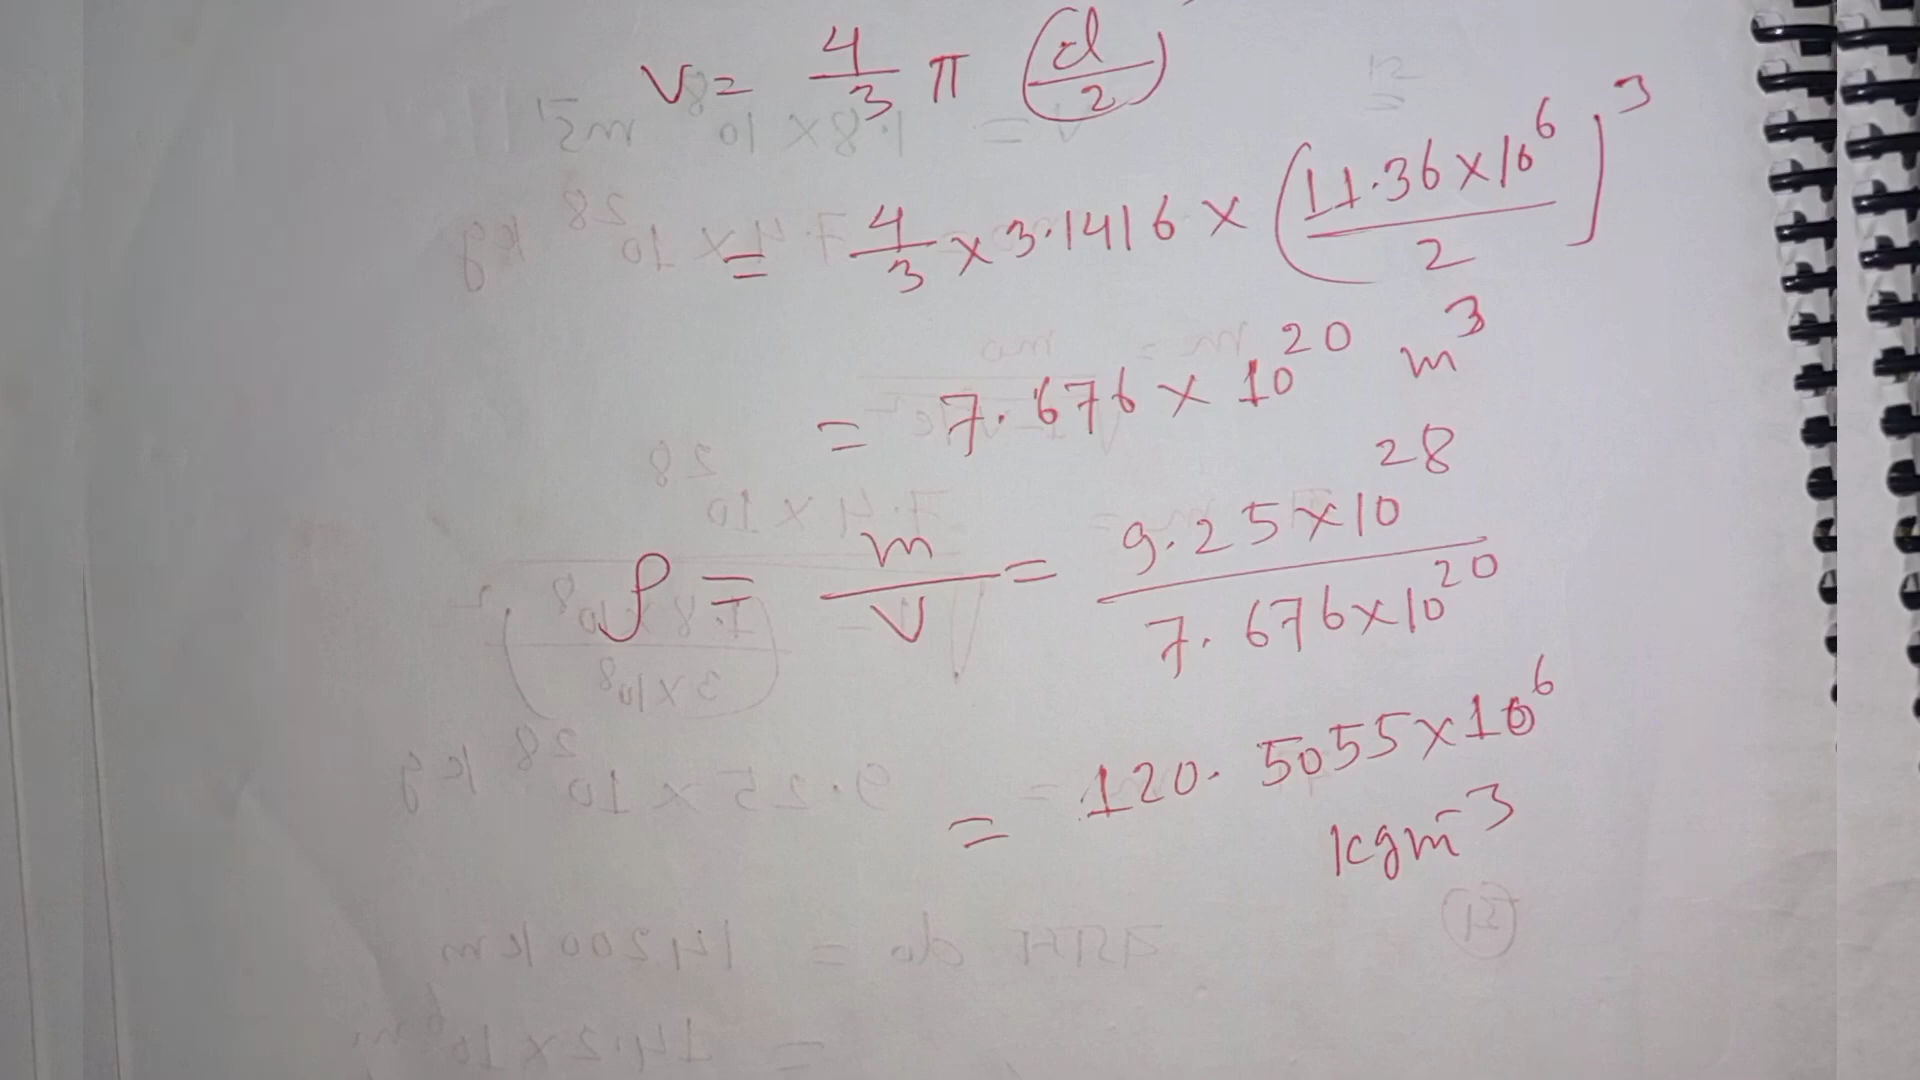 V = 4/3 π (d/2)
= 4/3 × 3.1416 × (11.36 × 10^6 / 2)^3
= 7.676 × 10^20 m^3
ρ = m/V = 9.25 × 10^28 / 7.676 × 10^20
= 120.5055 × 10^6
kgm^-3